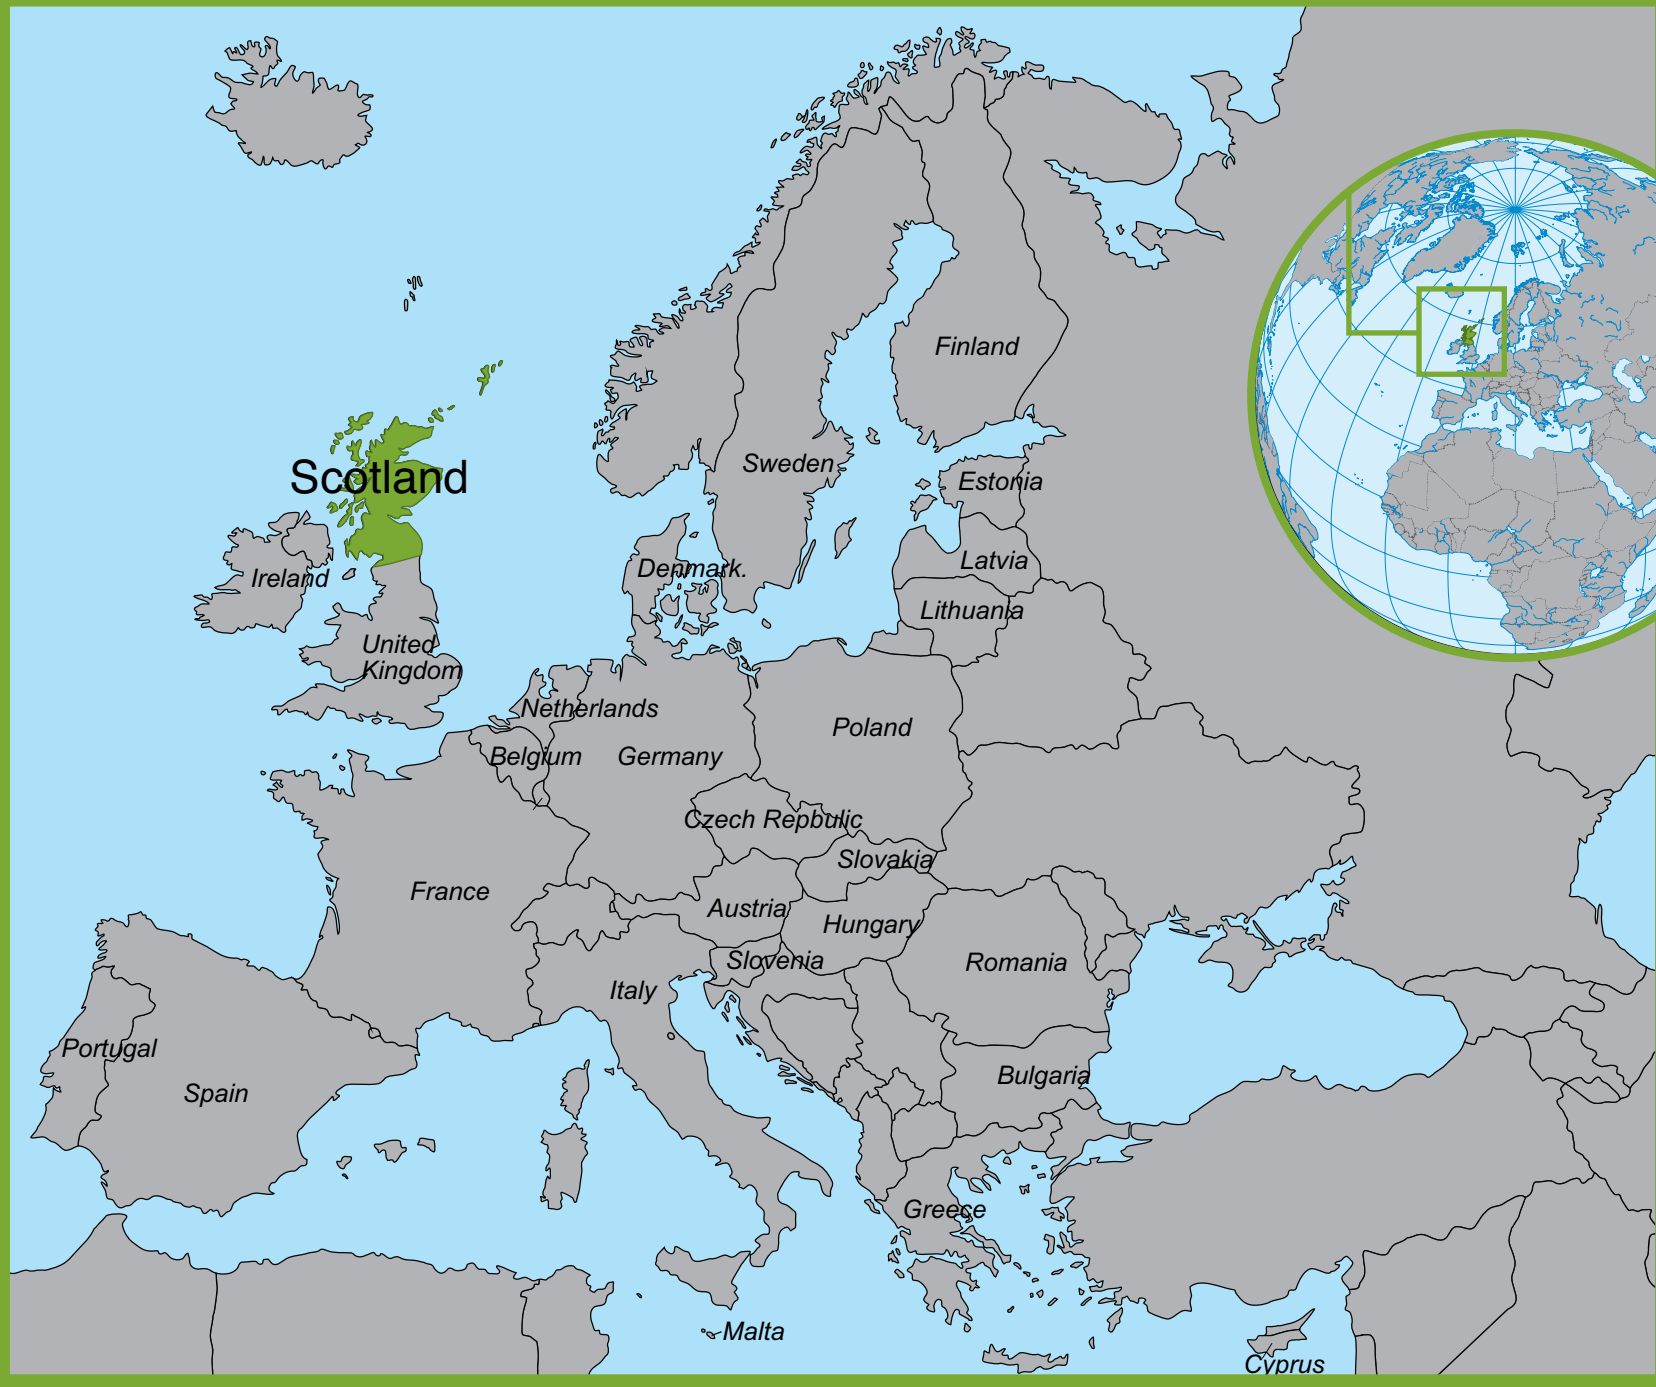 Finland
Sweden
Scotland
Estonia
Latvia
Denmark.
Ireland
Lithuania
United
Kingdom
Netherlands
Poland
Belgium
Germany
Czech Repbulic
Slovakia
France
Austria
Hungary
Slovenia
Romania
Italy
Portugal
Bulgaria
Spain
Greece
Malta
Cyprus